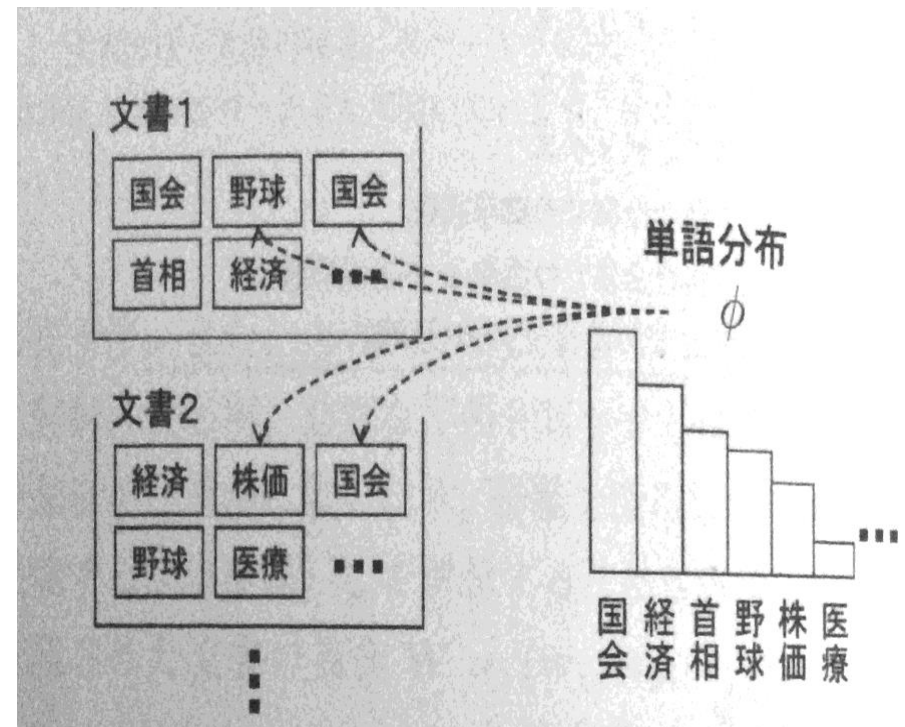 文書1
国会 野球 国会
首相 経済 ...
文書2
経済 株価 国会
野球 医療 ...
単語分布
φ
国会 経済 首相 野球 株価 医療 ...